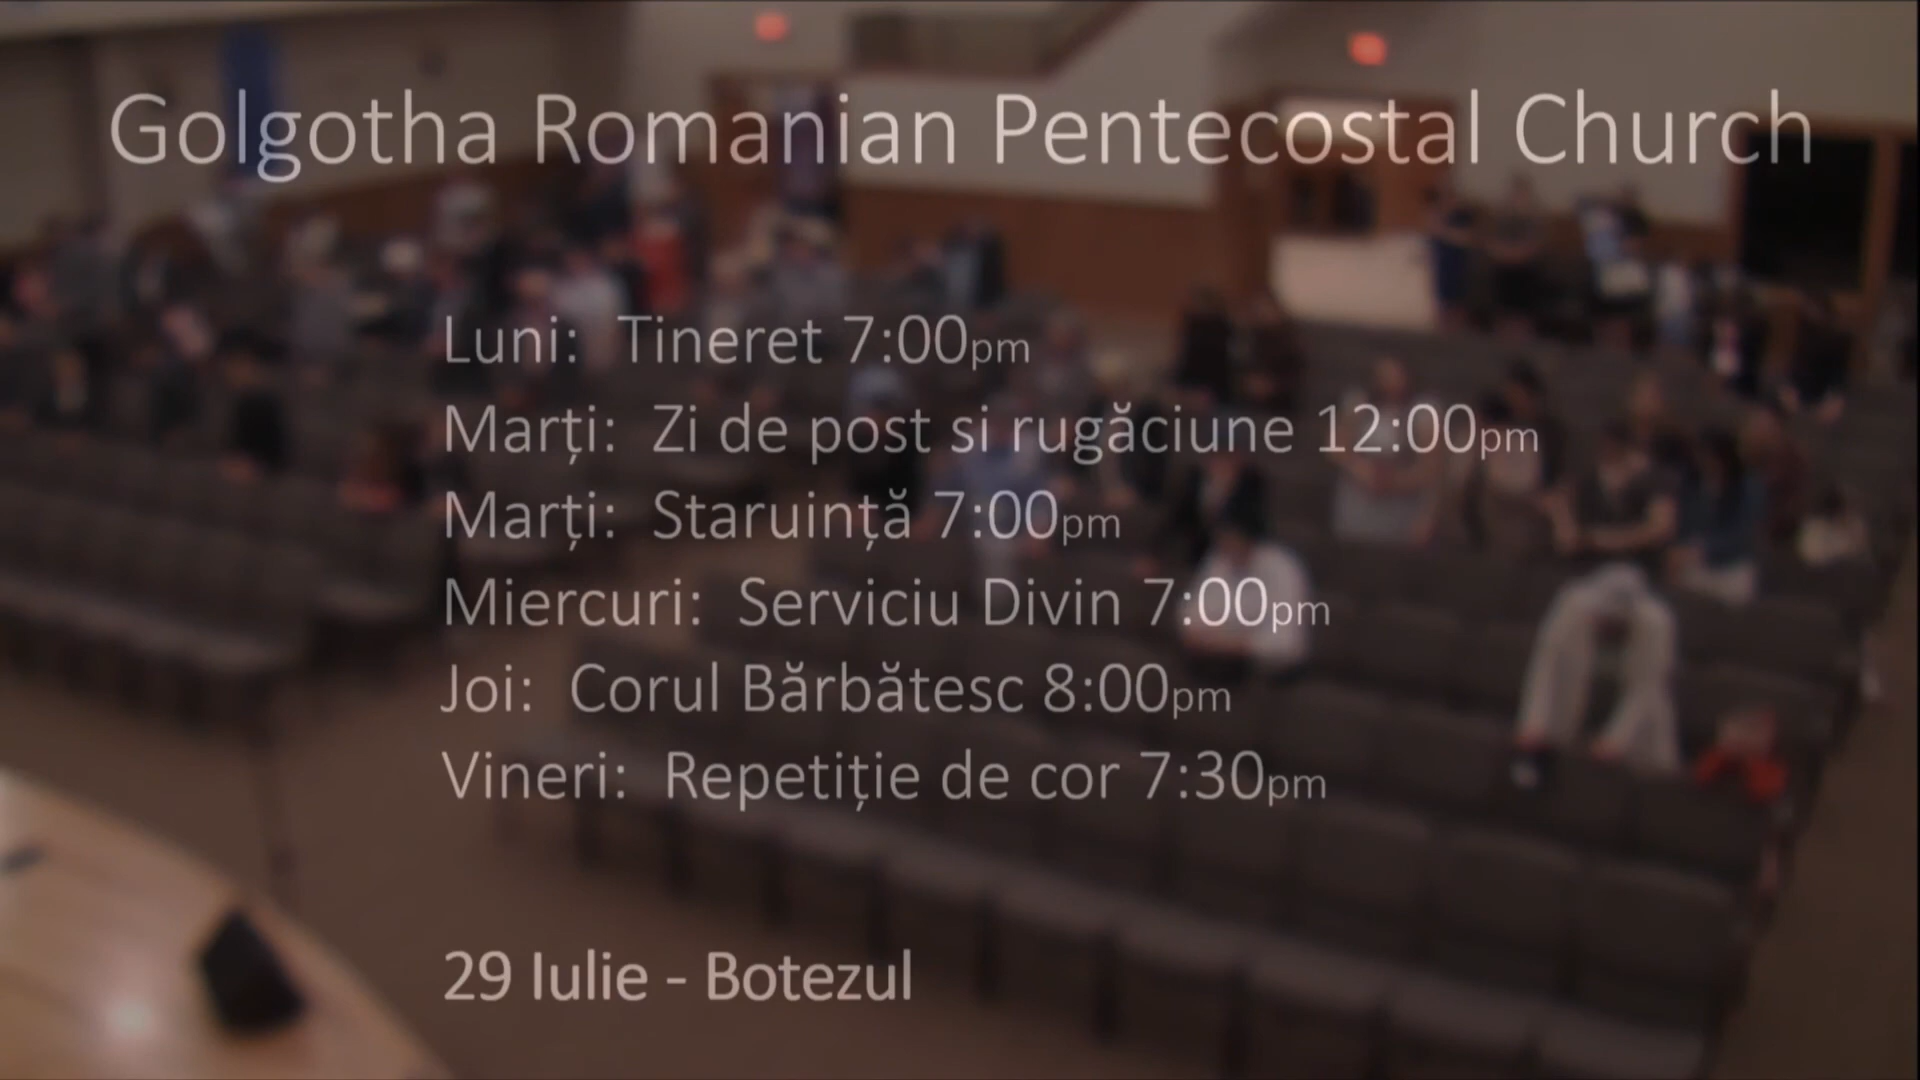 Golgotha Romanian Pentecostal Church
Luni: Tineret 7:00pm
Marți: Zi de post si rugăciune 12:00pm
Marți: Staruință 7:00pm
Miercuri: Serviciu Divin 7:00pm
Joi: Corul Bărbătesc 8:00pm
Vineri: Repetiție de cor 7:30pm
29 Iulie - Botezul